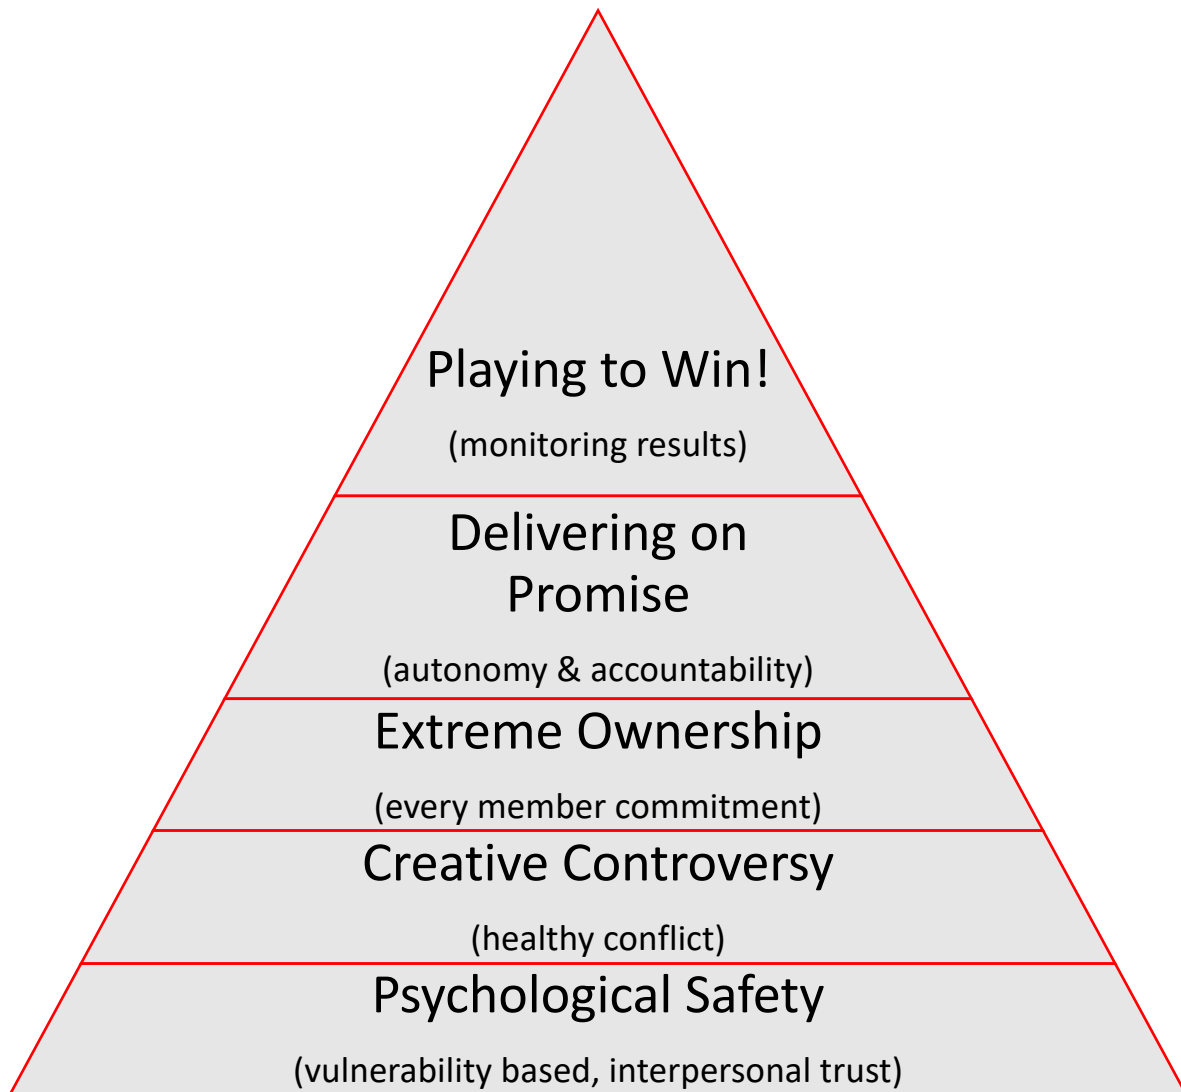 Playing to Win!
(monitoring results)
Delivering on
Promise
(autonomy & accountability)
Extreme Ownership
(every member commitment)
Creative Controversy
(healthy conflict)
Psychological Safety
(vulnerability based, interpersonal trust)